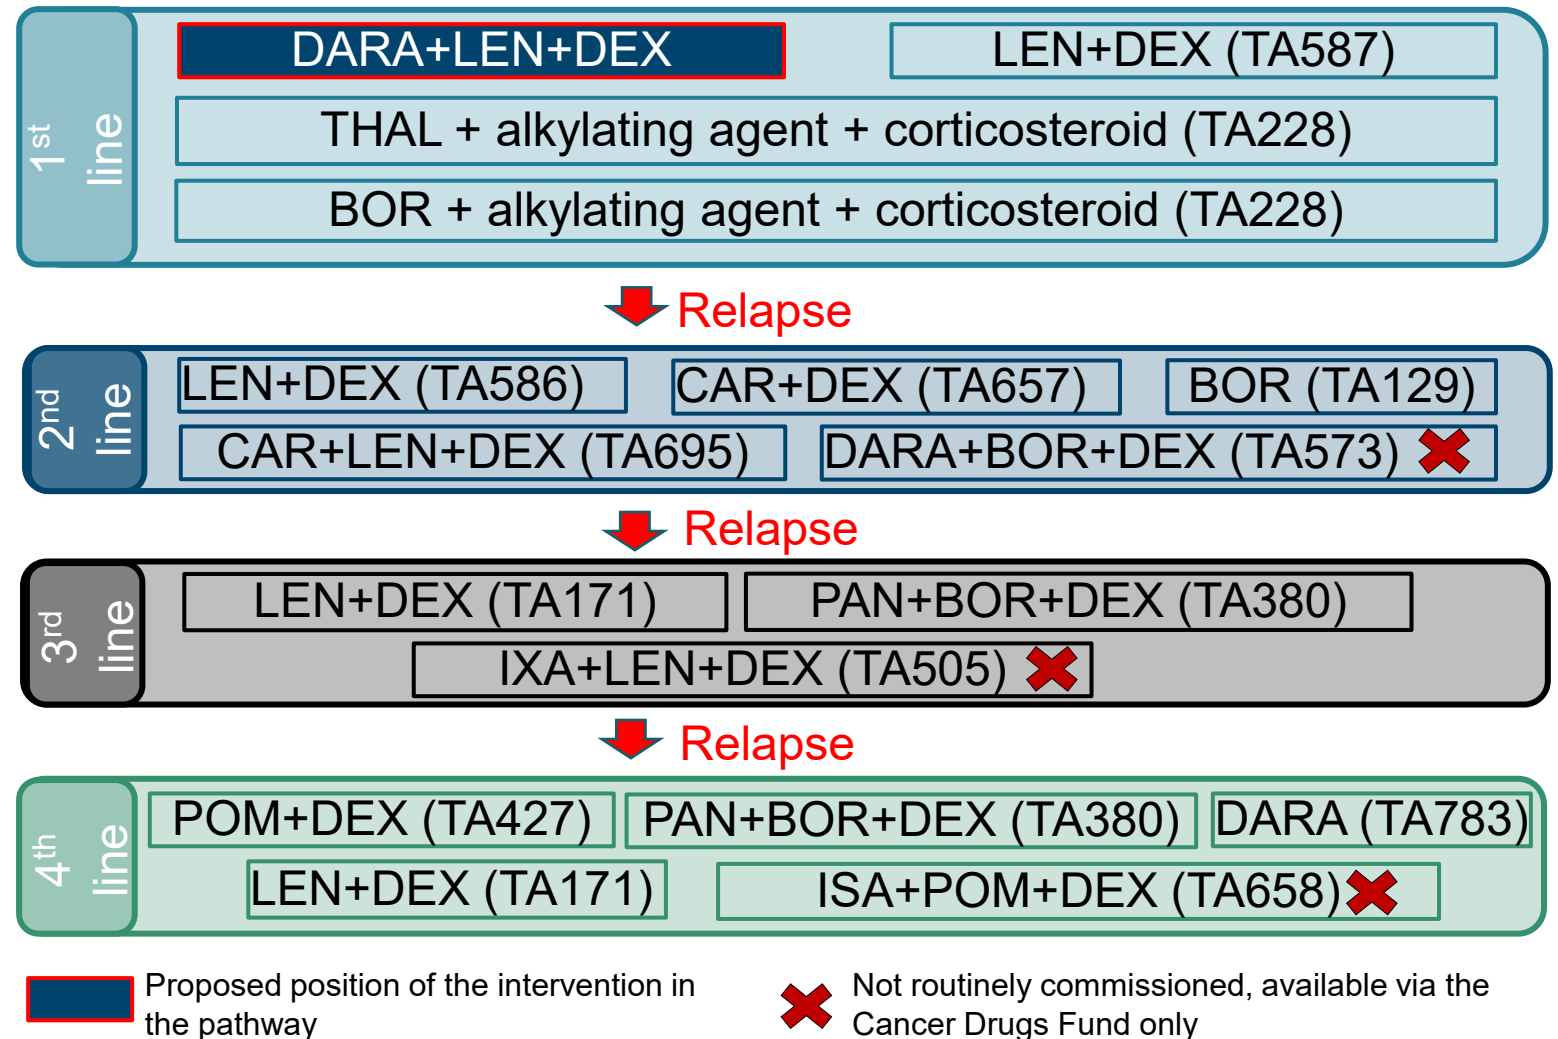 1st
line
DARA+LEN+DEX
LEN+DEX (TA587)
THAL + alkylating agent + corticosteroid (TA228)
BOR + alkylating agent + corticosteroid (TA228)
Relapse
2nd
line
LEN+DEX (TA586)
CAR+DEX (TA657)
BOR (TA129)
CAR+LEN+DEX (TA695)
DARA+BOR+DEX (TA573)
Relapse
3rd
line
LEN+DEX (TA171)
PAN+BOR+DEX (TA380)
IXA+LEN+DEX (TA505)
Relapse
4th
line
POM+DEX (TA427)
PAN+BOR+DEX (TA380)
DARA (TA783)
LEN+DEX (TA171)
ISA+POM+DEX (TA658)
Proposed position of the intervention in
the pathway
Not routinely commissioned, available via the
Cancer Drugs Fund only